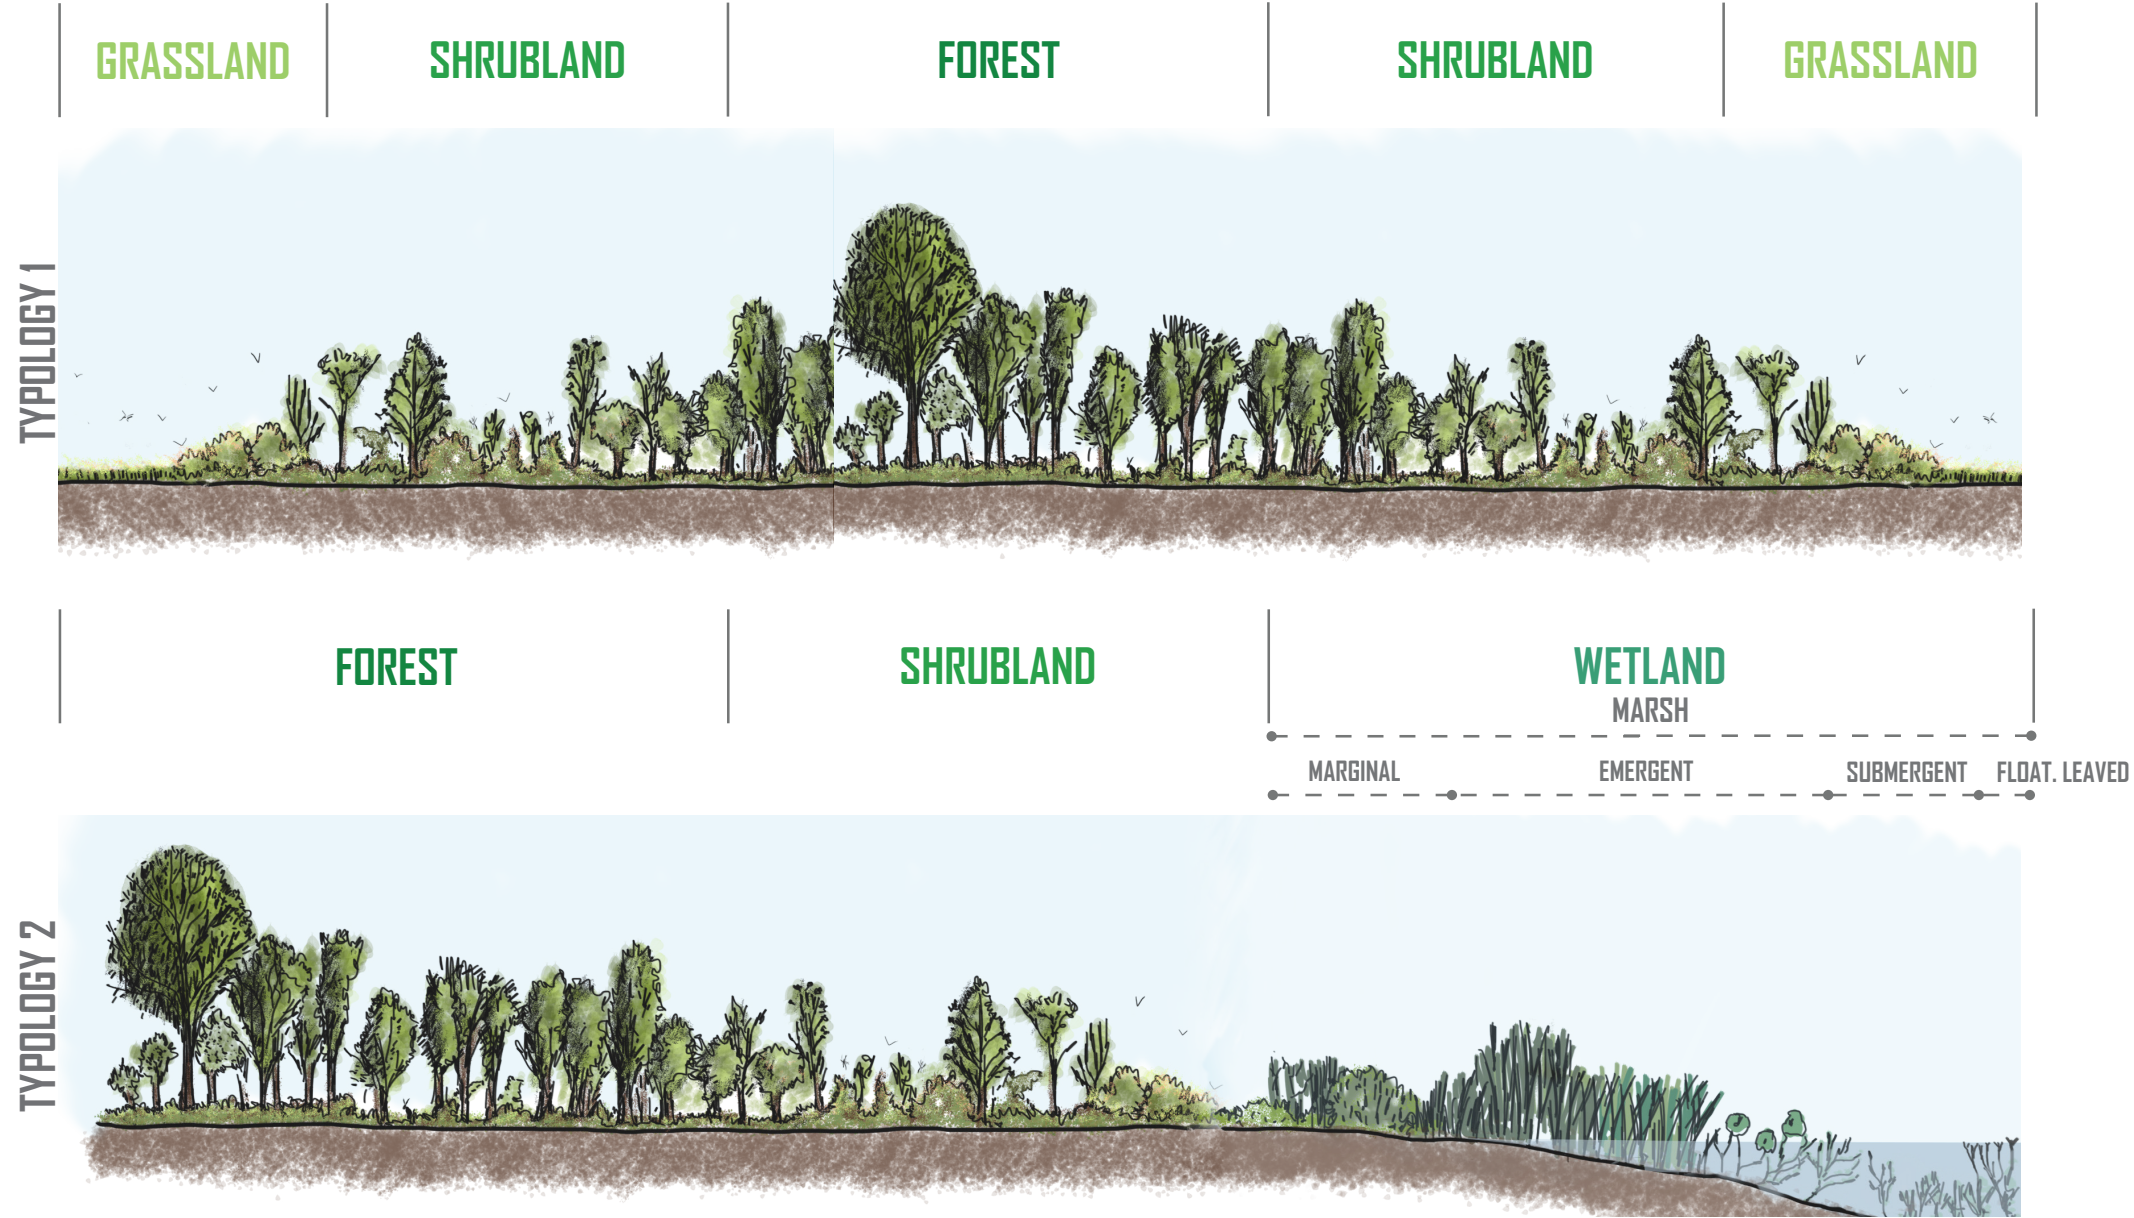 GRASSLAND
SHRUBLAND
FOREST
SHRUBLAND
GRASSLAND
TYPOLOGY 1
FOREST
SHRUBLAND
WETLAND
MARSH
MARGINAL
EMERGENT
SUBMERGENT
FLOAT. LEAVED
TYPOLOGY 2